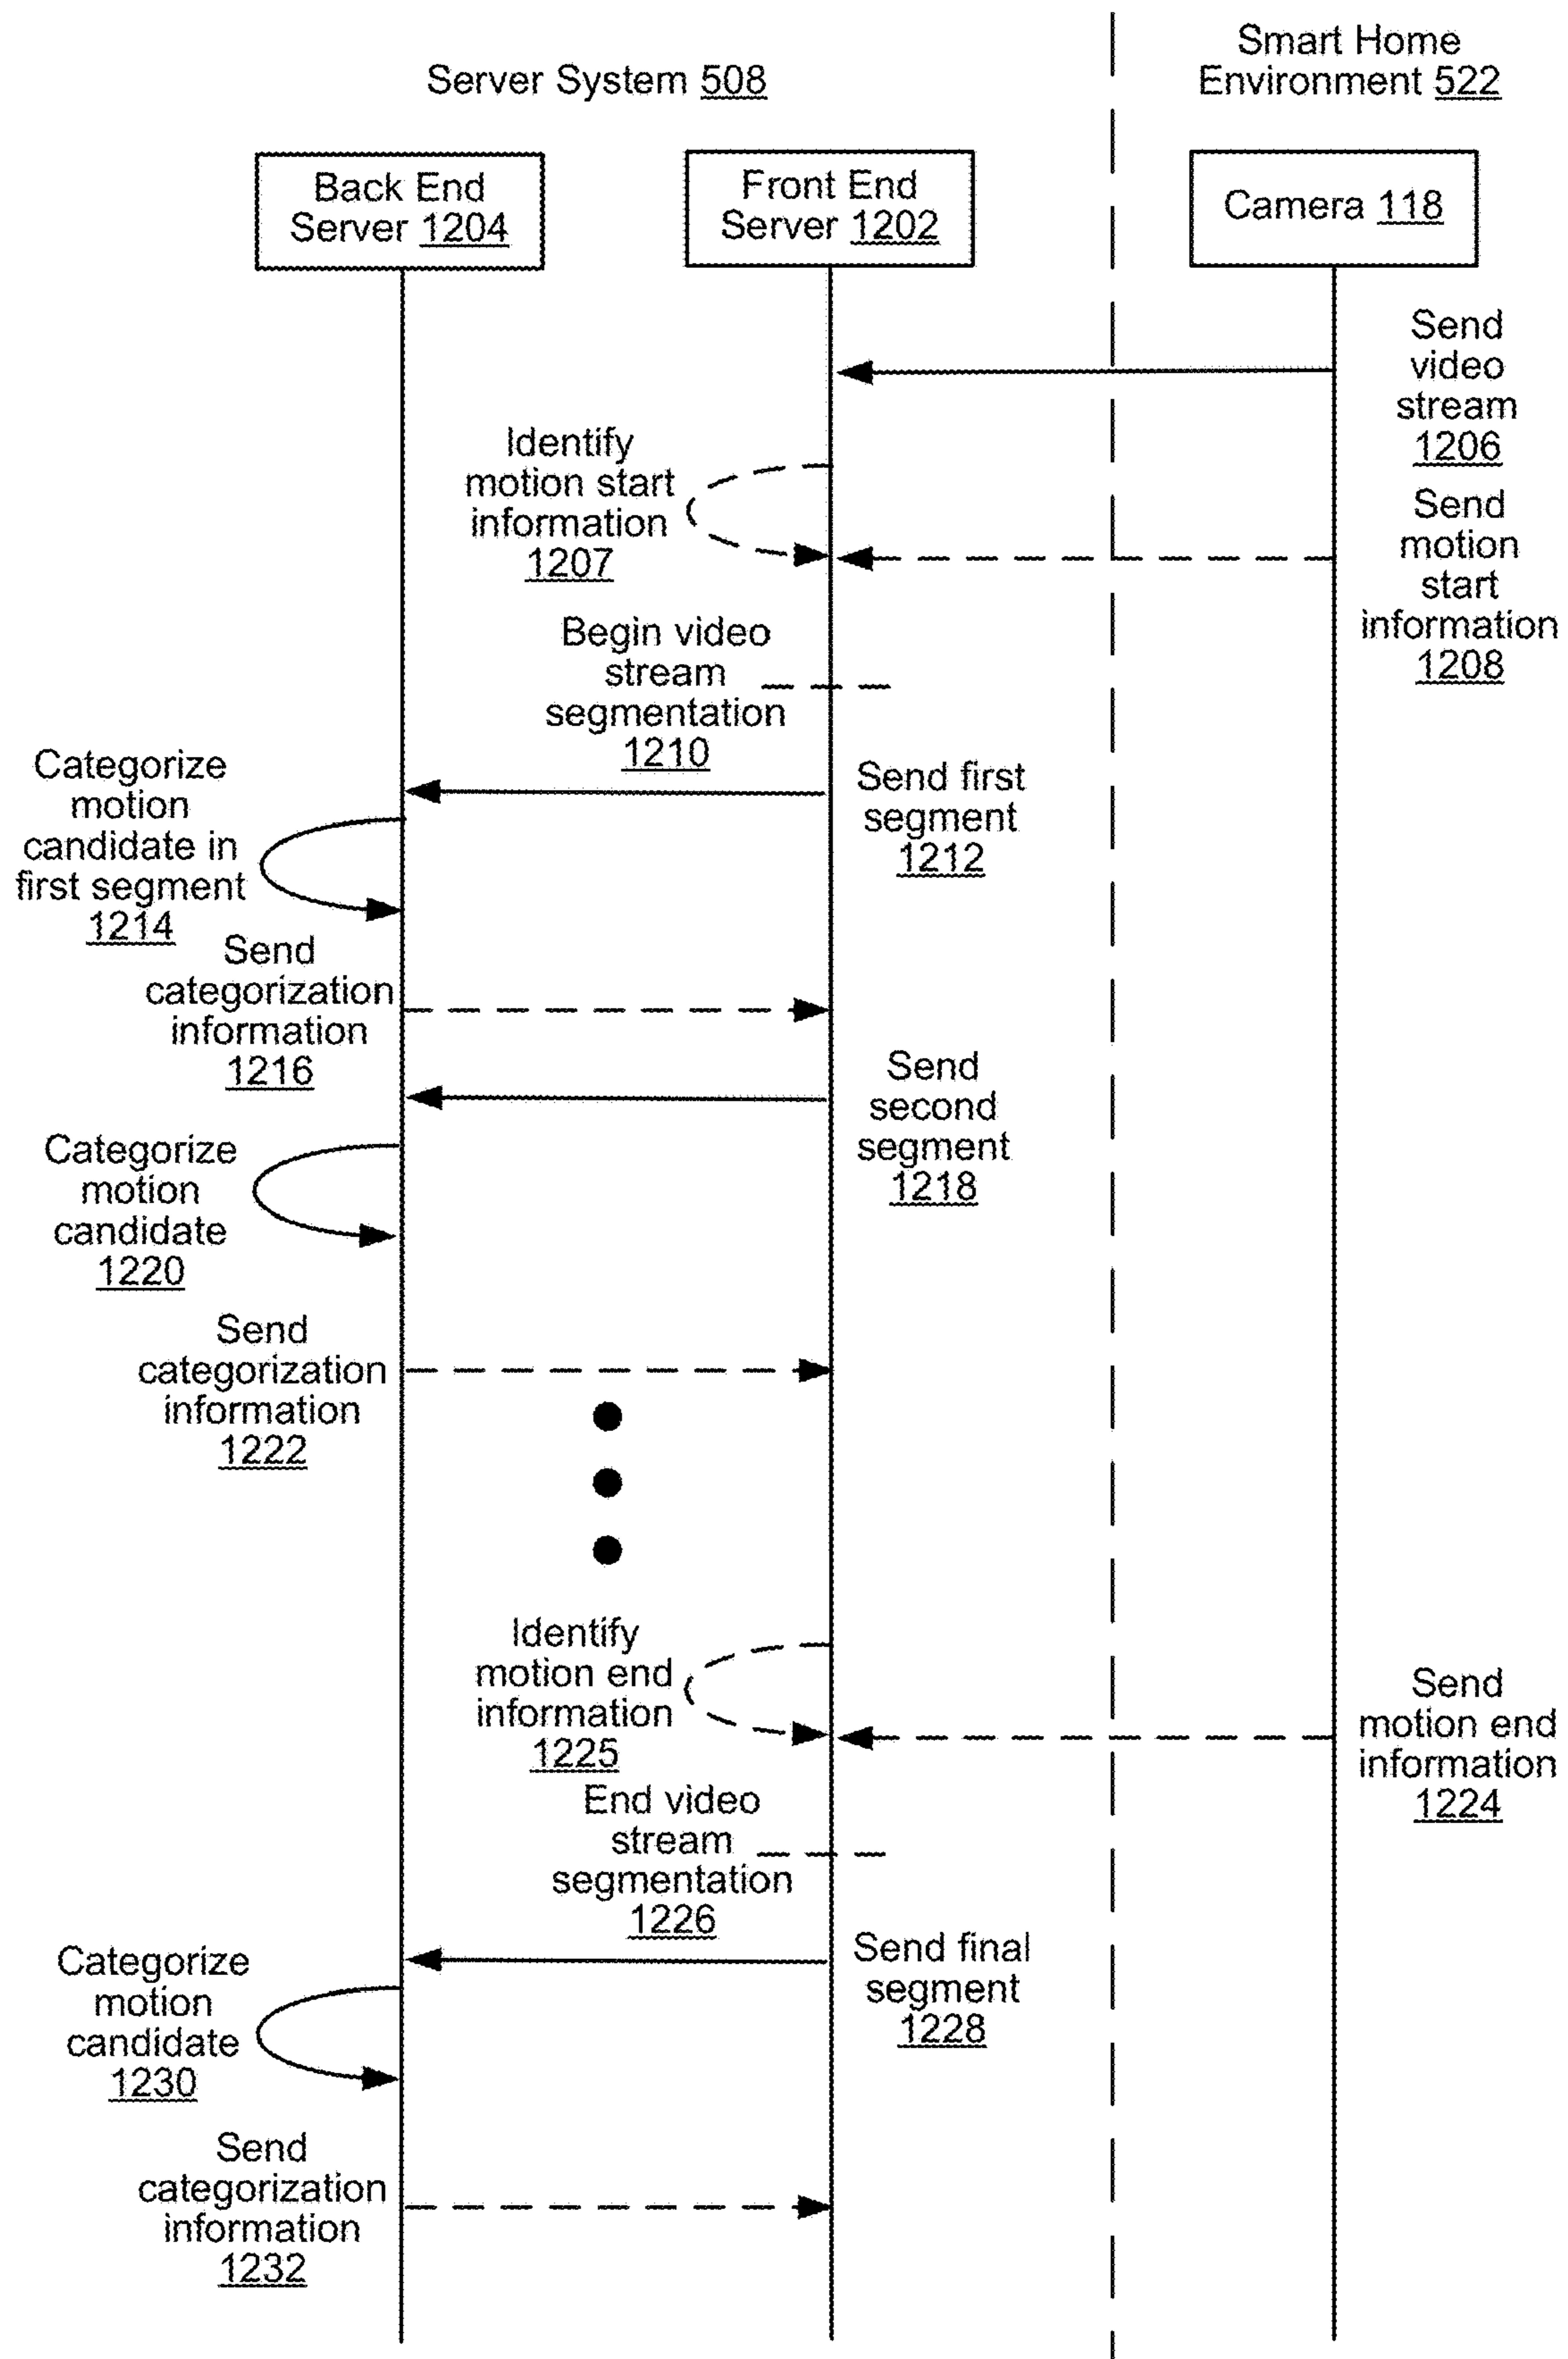 Server System 508
Smart Home
Environment 522
Back End
Server 1204
Front End
Server 1202
Camera 118
Send
video
stream
1206
Identify
motion start
information
1207
Send
motion
start
information
1208
Begin video
stream
segmentation
1210
Send first
segment
1212
Categorize
motion
candidate in
first segment
1214
Send
categorization
information
1216
Send
second
segment
1218
Categorize
motion
candidate
1220
Send
categorization
information
1222
Identify
motion end
information
1225
Send
motion end
information
1224
End video
stream
segmentation
1226
Send final
segment
1228
Categorize
motion
candidate
1230
Send
categorization
information
1232